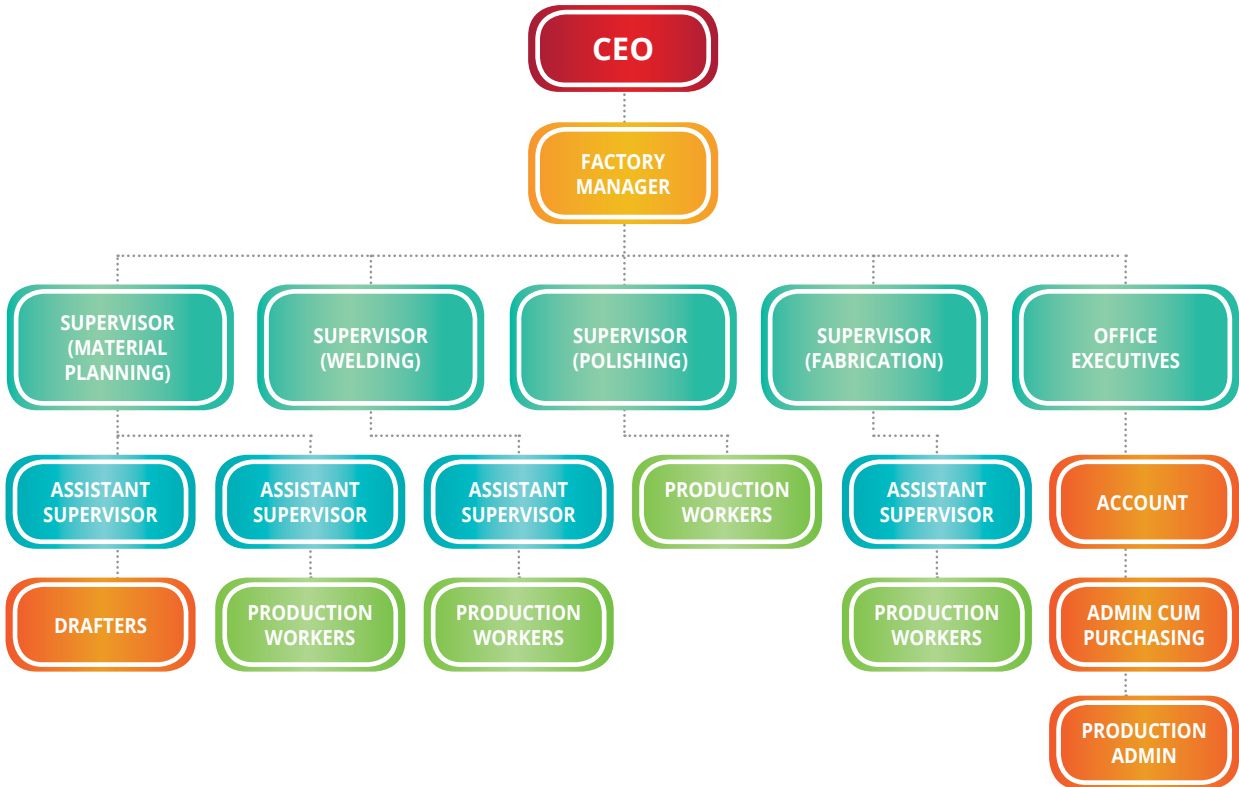 CEO
FACTORY
MANAGER
SUPERVISOR
(MATERIAL
PLANNING)
SUPERVISOR
(WELDING)
SUPERVISOR
(POLISHING)
SUPERVISOR
(FABRICATION)
OFFICE
EXECUTIVES
ASSISTANT
SUPERVISOR
ASSISTANT
SUPERVISOR
ASSISTANT
SUPERVISOR
PRODUCTION
WORKERS
ASSISTANT
SUPERVISOR
ACCOUNT
DRAFTERS
PRODUCTION
WORKERS
PRODUCTION
WORKERS
PRODUCTION
WORKERS
ADMIN CUM
PURCHASING
PRODUCTION
ADMIN